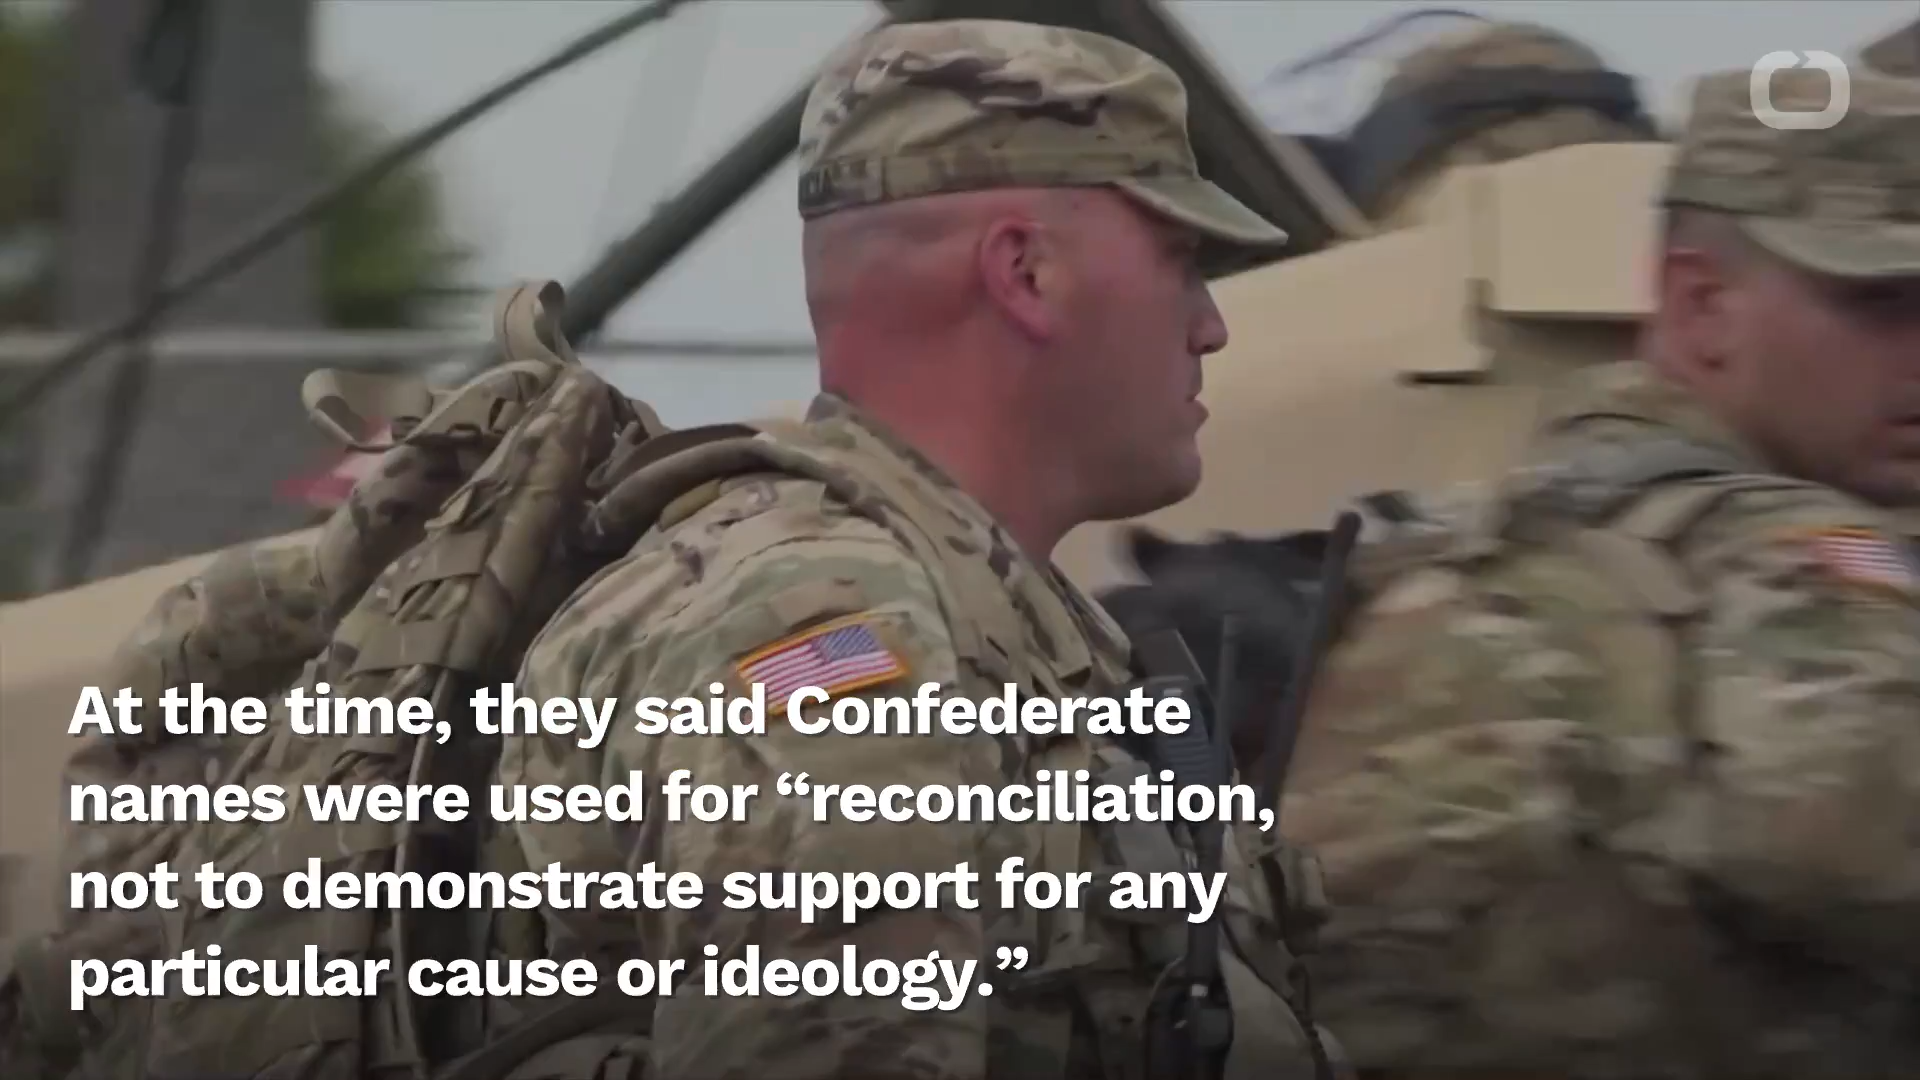 At the time, they said Confederate
names were used for “reconciliation,
not to demonstrate support for any
particular cause or ideology.”